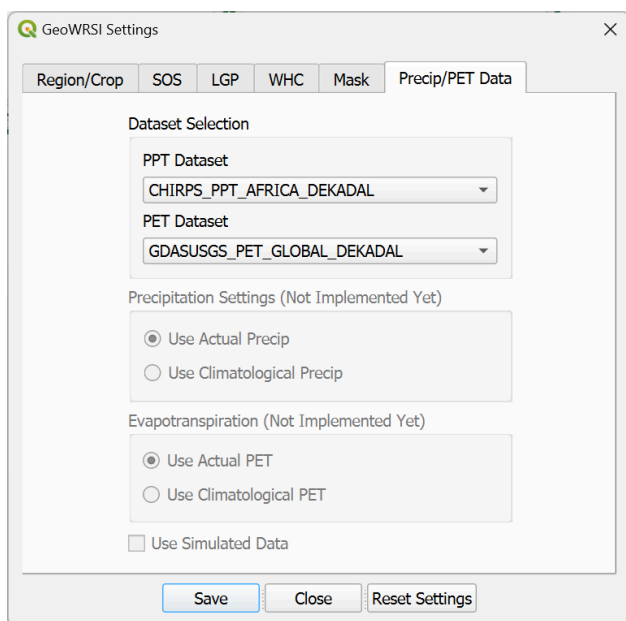 GeoWRSI Settings
Region/Crop SOS LGP WHC Mask Precip/PET Data
Dataset Selection
PPT Dataset
CHIRPS_PPT_AFRICA_DEKADAL
PET Dataset
GDASUSGS_PET_GLOBAL_DEKADAL
Precipitation Settings (Not Implemented Yet)
Use Actual Precip
Use Climatological Precip
Evapotranspiration (Not Implemented Yet)
Use Actual PET
Use Climatological PET
Use Simulated Data
Save Close Reset Settings